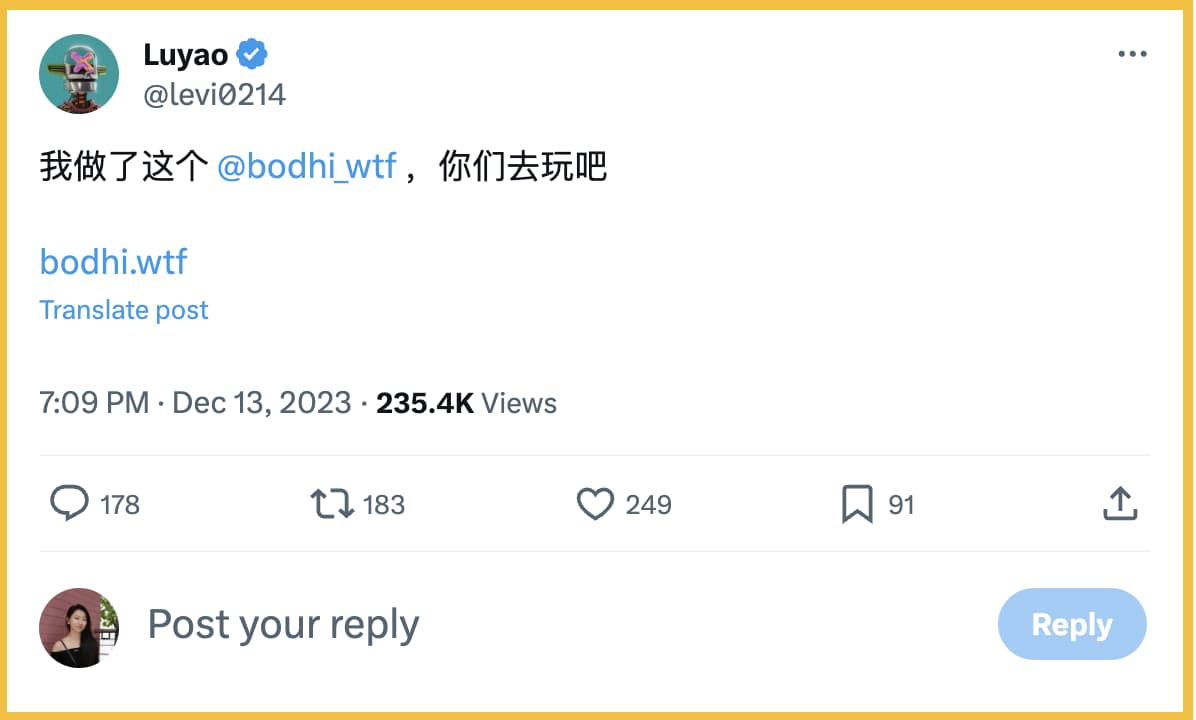 Luyao
@levi0214
我做了这个 @bodhi_wtf ，你们去玩吧
bodhi.wtf
Translate post
7:09 PM · Dec 13, 2023 · 235.4K Views
178 183 249 91
Post your reply Reply